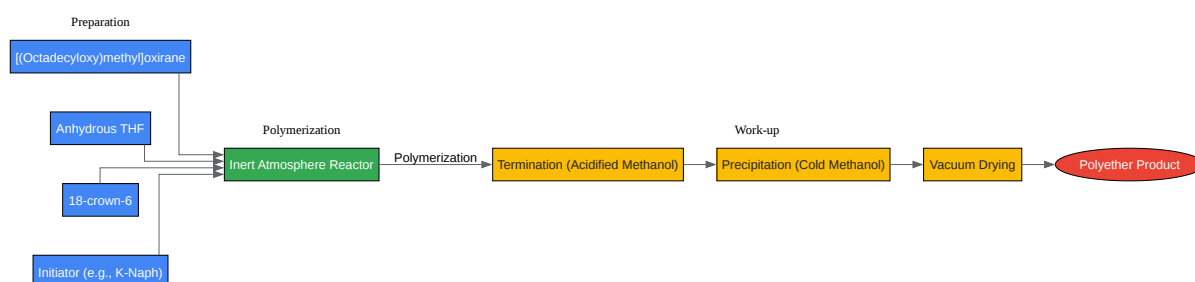 Preparation
[(Octadecyloxy)methyl]oxirane
Anhydrous THF
18-crown-6
Initiator (e.g., K-Naph)
Polymerization
Inert Atmosphere Reactor
Polymerization
Termination (Acidified Methanol)
Work-up
Precipitation (Cold Methanol)
Vacuum Drying
Polyether Product